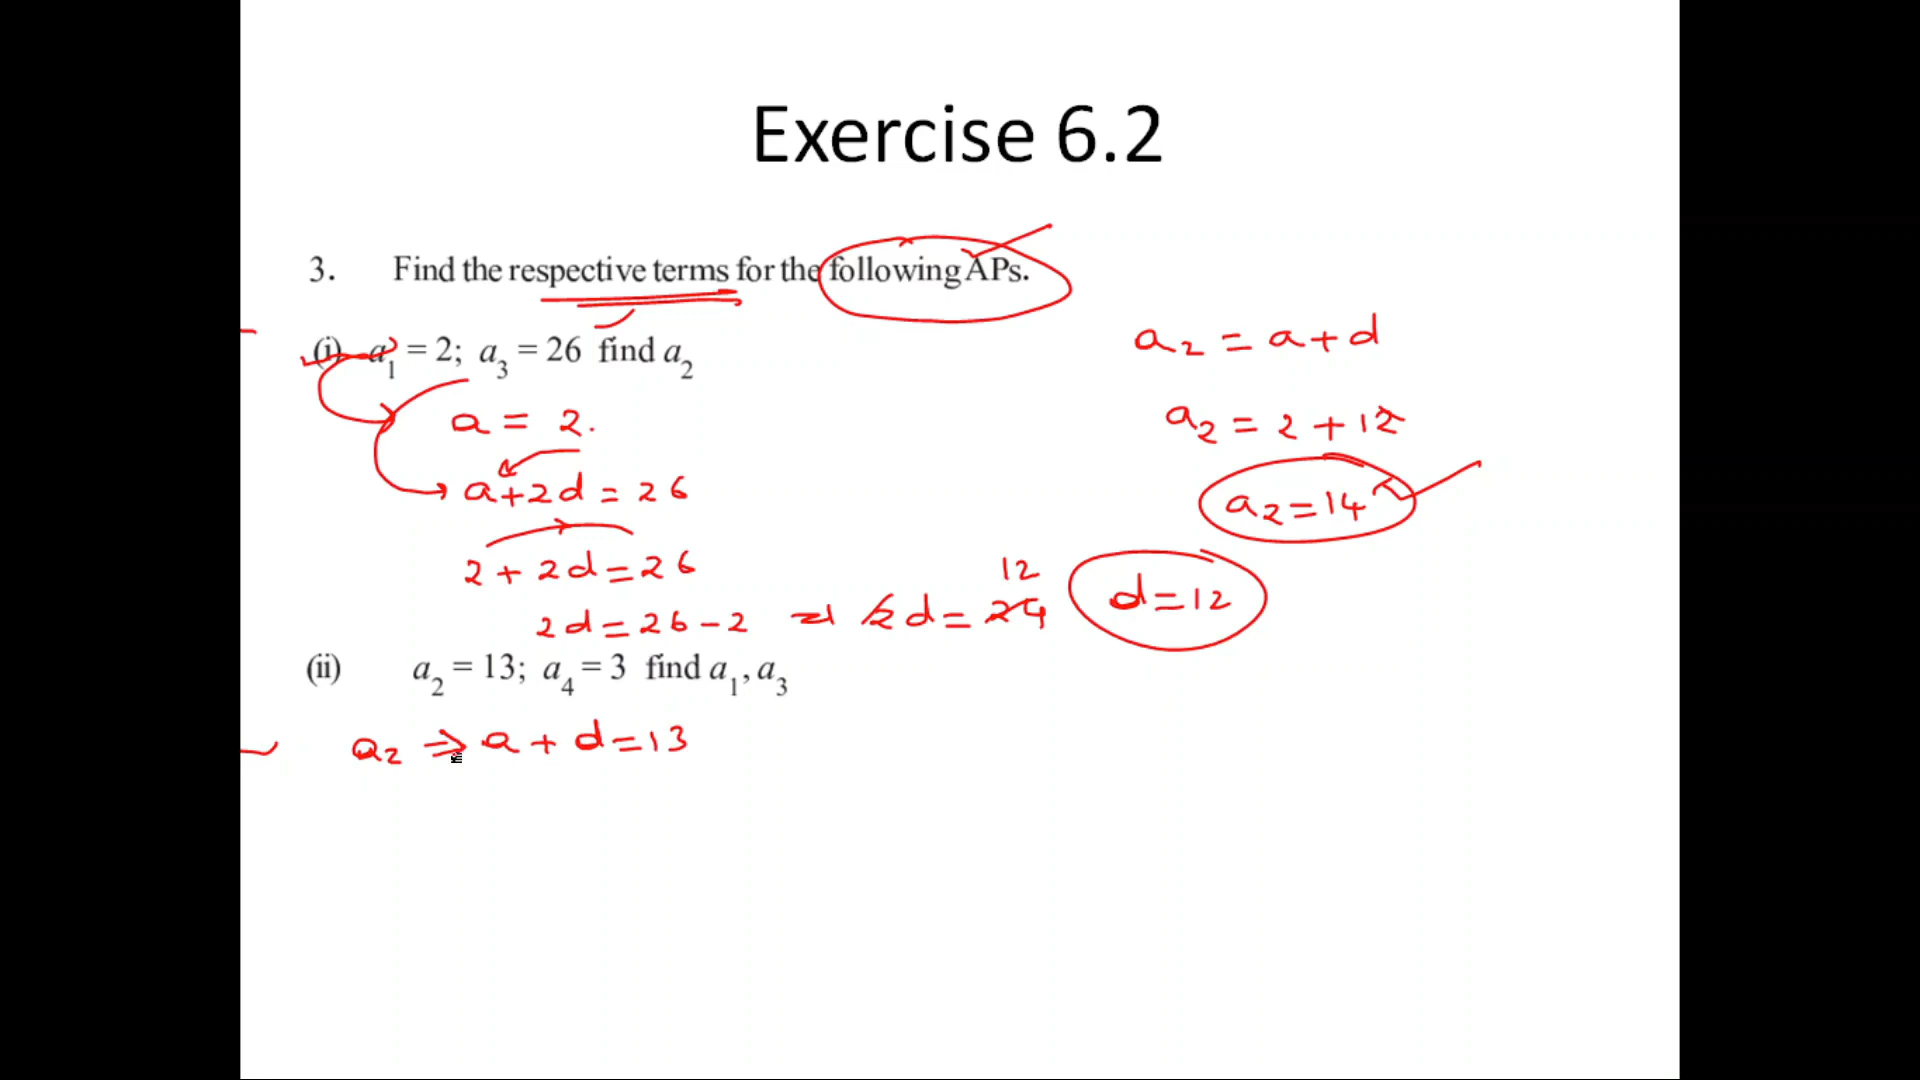 Exercise 6.2
3. Find the respective terms for the following APs.
(i) a₁ = 2; a₃ = 26 find a₂
a = 2.
a+2d = 26
2 + 2d = 26
2d = 26 - 2 ⇒ 2d = 24 12
d = 12
a₂ = a + d
a₂ = 2 + 12
a₂ = 14
(ii) a₂ = 13; a₄ = 3 find a₁, a₃
a₂ ⇒ a + d = 13